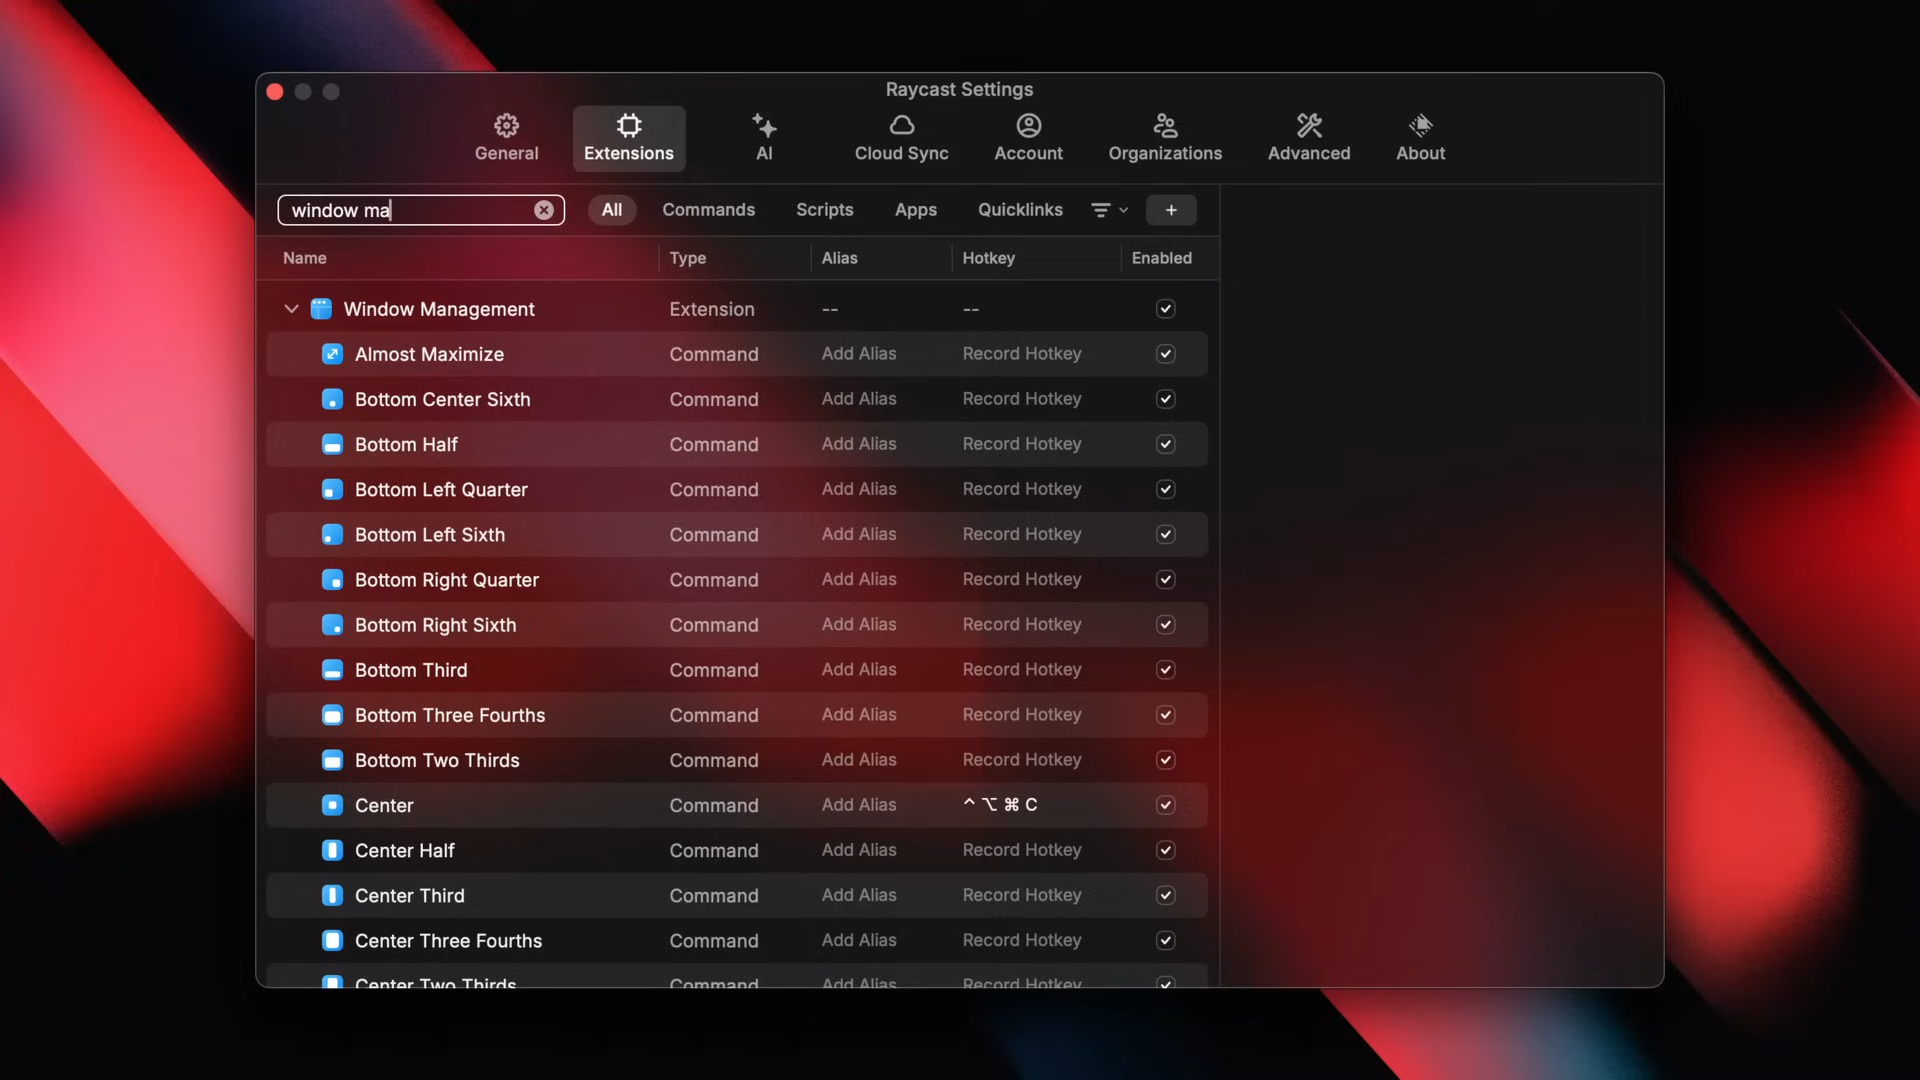 Raycast Settings
General Extensions AI Cloud Sync Account Organizations Advanced About
window ma All Commands Scripts Apps Quicklinks +
Name Type Alias Hotkey Enabled
Window Management Extension -- --
Almost Maximize Command Add Alias Record Hotkey
Bottom Center Sixth Command Add Alias Record Hotkey
Bottom Half Command Add Alias Record Hotkey
Bottom Left Quarter Command Add Alias Record Hotkey
Bottom Left Sixth Command Add Alias Record Hotkey
Bottom Right Quarter Command Add Alias Record Hotkey
Bottom Right Sixth Command Add Alias Record Hotkey
Bottom Third Command Add Alias Record Hotkey
Bottom Three Fourths Command Add Alias Record Hotkey
Bottom Two Thirds Command Add Alias Record Hotkey
Center Command Add Alias ^ ⌥ ⌘ C
Center Half Command Add Alias Record Hotkey
Center Third Command Add Alias Record Hotkey
Center Three Fourths Command Add Alias Record Hotkey
Center Two Thirds Command Add Alias Record Hotkey